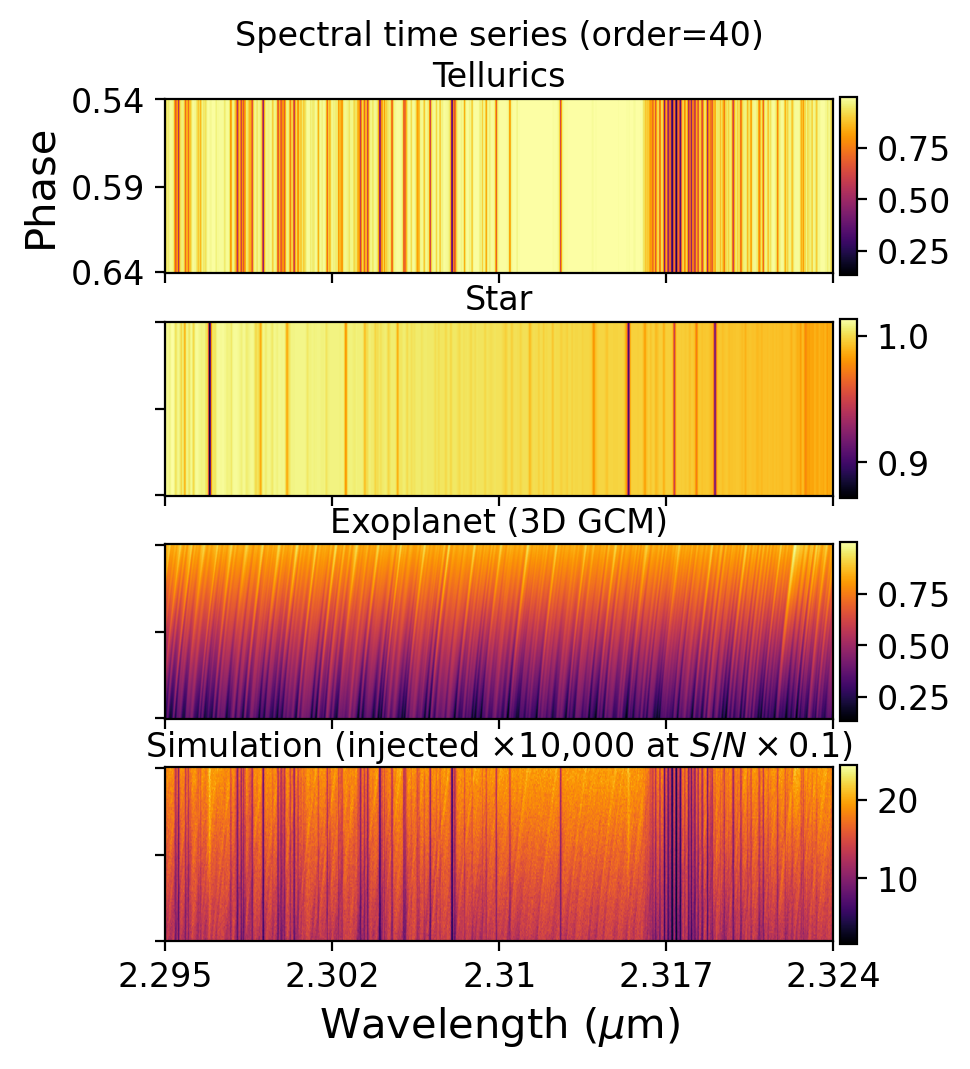 Spectral time series (order=40)
Tellurics
0.54
0.59
0.64
Phase
0.75
0.50
0.25
Star
1.0
0.9
Exoplanet (3D GCM)
0.75
0.50
0.25
Simulation (injected ×10,000 at S/N × 0.1)
20
10
2.295 2.302 2.31 2.317 2.324
Wavelength (μm)